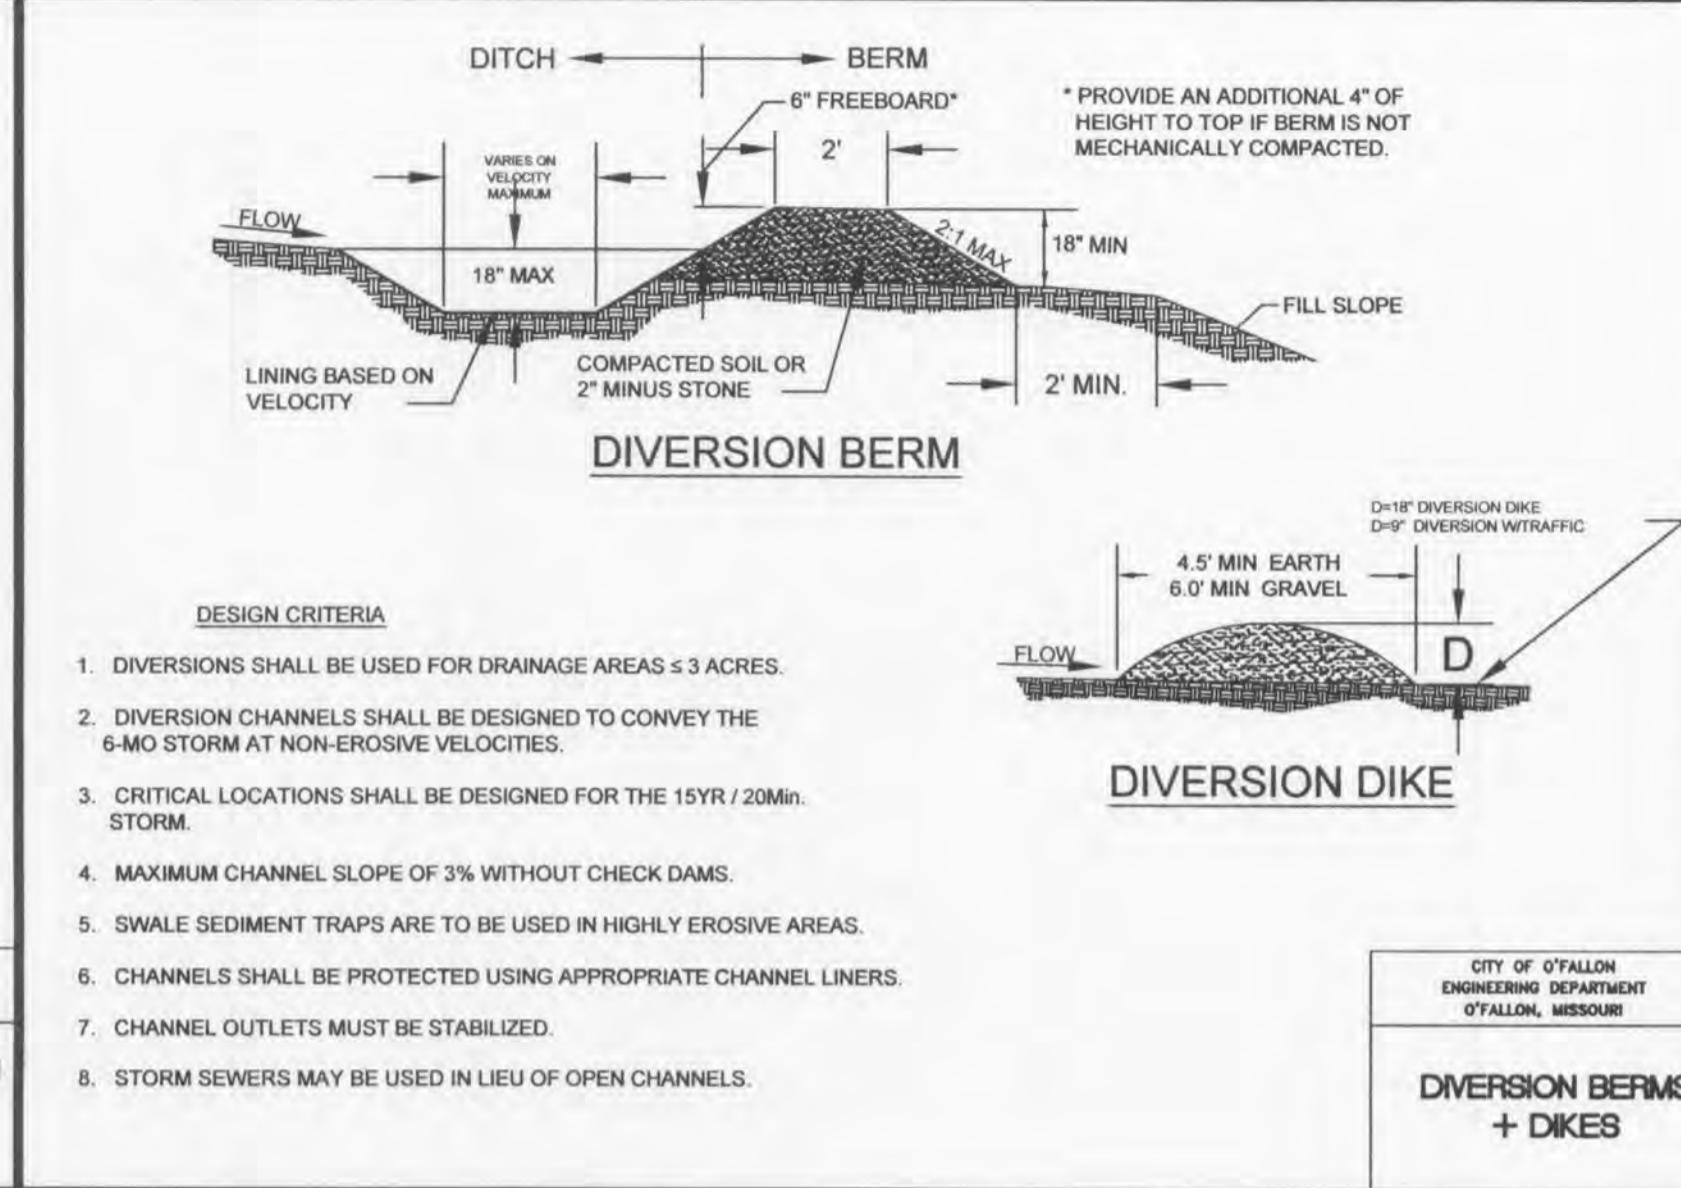 DITCH BERM
6" FREEBOARD*
* PROVIDE AN ADDITIONAL 4" OF
HEIGHT TO TOP IF BERM IS NOT
MECHANICALLY COMPACTED.
2'
VARIES ON
VELOCITY
MAXIMUM
FLOW
2:1 MAX
18" MIN
18" MAX
FILL SLOPE
LINING BASED ON
VELOCITY
COMPACTED SOIL OR
2" MINUS STONE
2' MIN.
DIVERSION BERM
D=18" DIVERSION DIKE
D=9" DIVERSION W/TRAFFIC
4.5' MIN EARTH
6.0' MIN GRAVEL
FLOW
D
DIVERSION DIKE
DESIGN CRITERIA
1. DIVERSIONS SHALL BE USED FOR DRAINAGE AREAS ≤ 3 ACRES.
2. DIVERSION CHANNELS SHALL BE DESIGNED TO CONVEY THE
6-MO STORM AT NON-EROSIVE VELOCITIES.
3. CRITICAL LOCATIONS SHALL BE DESIGNED FOR THE 15YR / 20Min.
STORM.
4. MAXIMUM CHANNEL SLOPE OF 3% WITHOUT CHECK DAMS.
5. SWALE SEDIMENT TRAPS ARE TO BE USED IN HIGHLY EROSIVE AREAS.
6. CHANNELS SHALL BE PROTECTED USING APPROPRIATE CHANNEL LINERS.
7. CHANNEL OUTLETS MUST BE STABILIZED.
8. STORM SEWERS MAY BE USED IN LIEU OF OPEN CHANNELS.
CITY OF O'FALLON
ENGINEERING DEPARTMENT
O'FALLON, MISSOURI
DIVERSION BERMS
+ DIKES